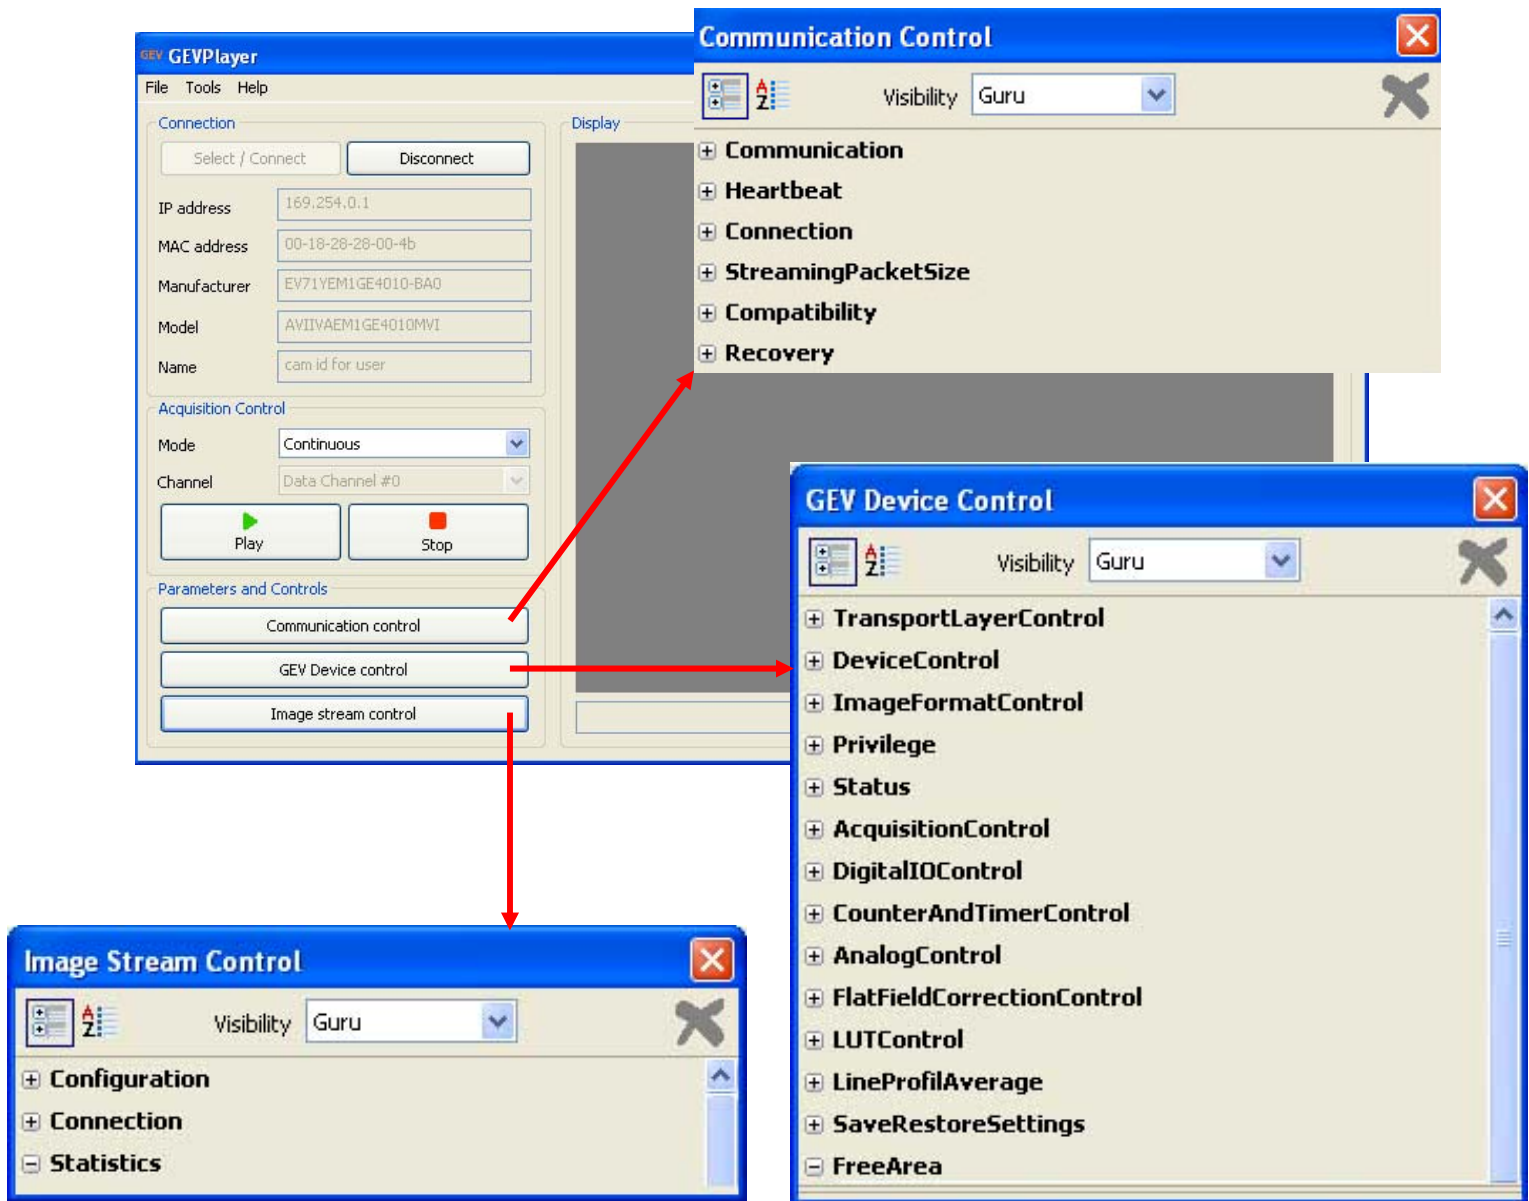 GEV GEVPlayer
File Tools Help
Connection
Select / Connect
Disconnect
IP address
169.254.0.1
MAC address
00-18-28-28-00-4b
Manufacturer
EV71YEM1GE4010-BA0
Model
AVIIVAEM1GE4010MVI
Name
cam id for user
Acquisition Control
Mode
Continuous
Channel
Data Channel #0
Play
Stop
Parameters and Controls
Communication control
GEV Device control
Image stream control
Display
Communication Control
Visibility Guru
Communication
Heartbeat
Connection
StreamingPacketSize
Compatibility
Recovery
GEV Device Control
Visibility Guru
TransportLayerControl
DeviceControl
ImageFormatControl
Privilege
Status
AcquisitionControl
DigitalIOControl
CounterAndTimerControl
AnalogControl
FlatFieldCorrectionControl
LUTControl
LineProfilAverage
SaveRestoreSettings
FreeArea
Image Stream Control
Visibility Guru
Configuration
Connection
Statistics